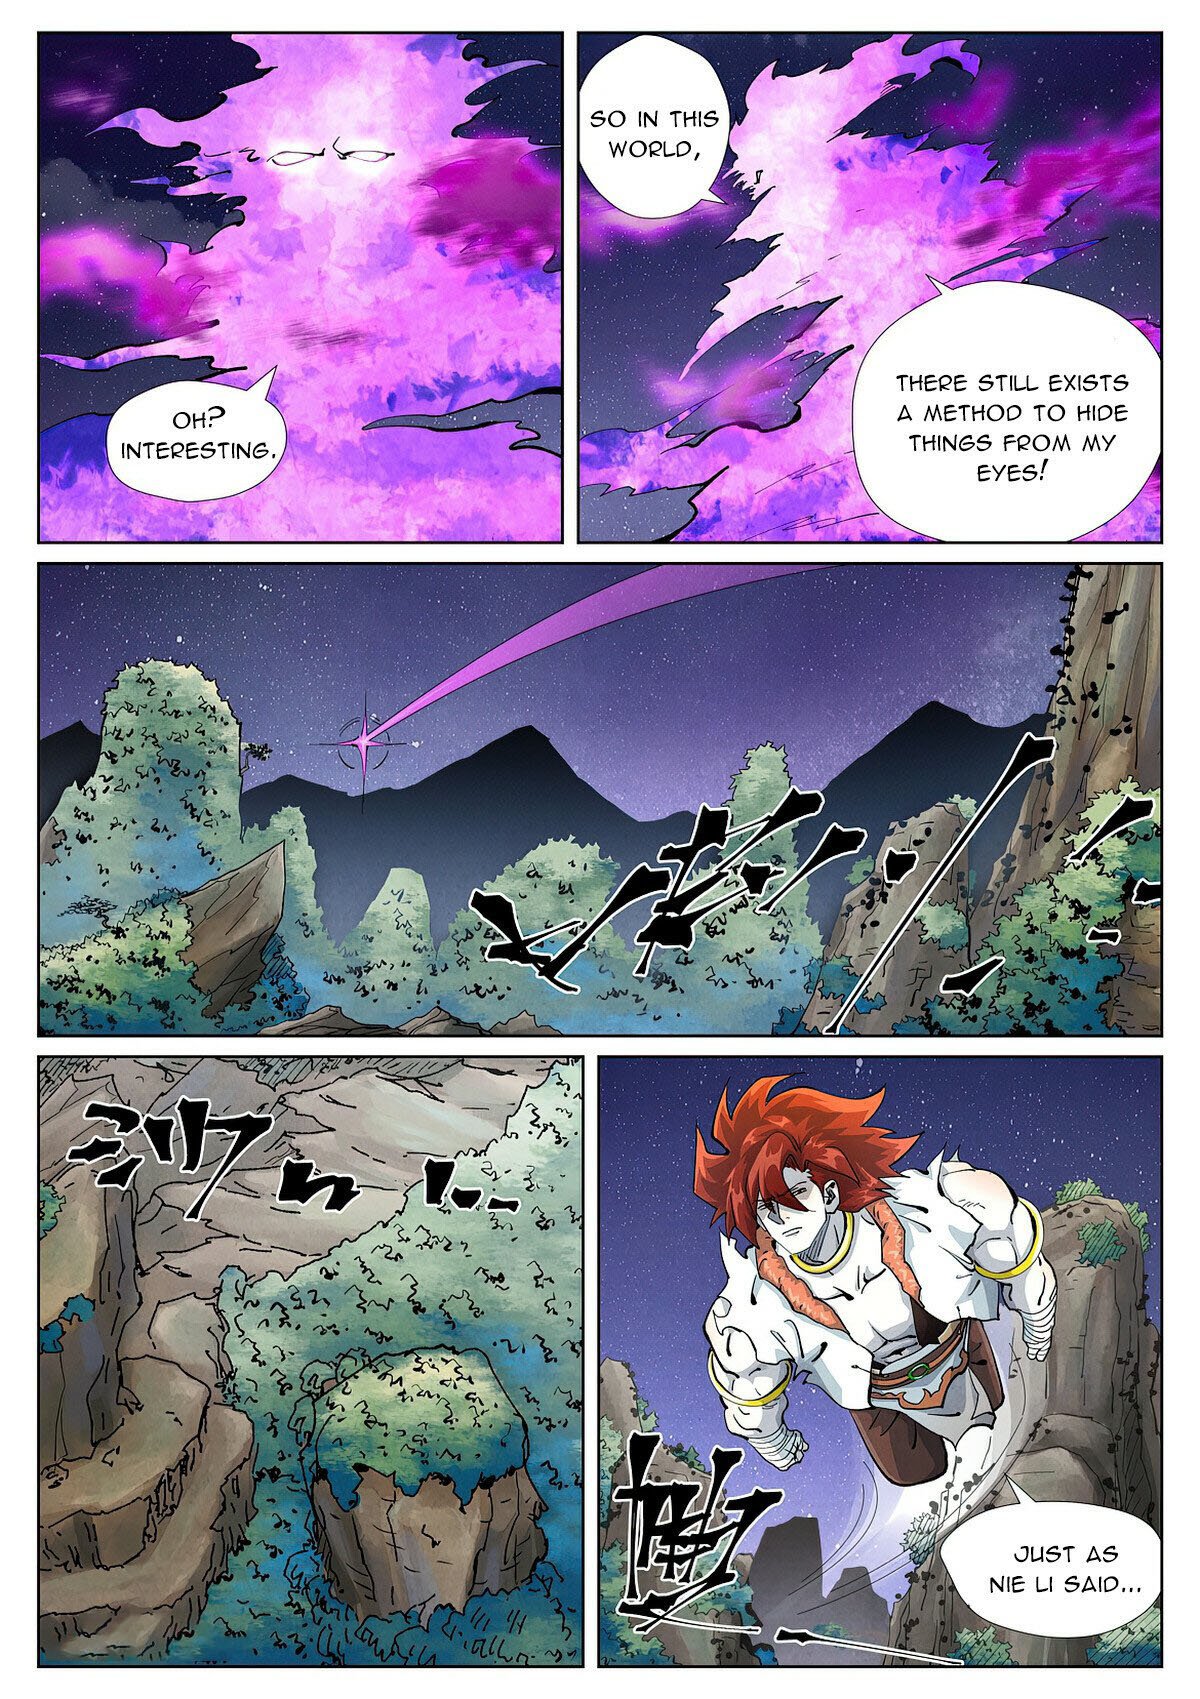 OH?
INTERESTING.
SO IN THIS
WORLD,
THERE STILL EXISTS
A METHOD TO HIDE
THINGS FROM MY
EYES!
JUST AS
NIE LI SAID...